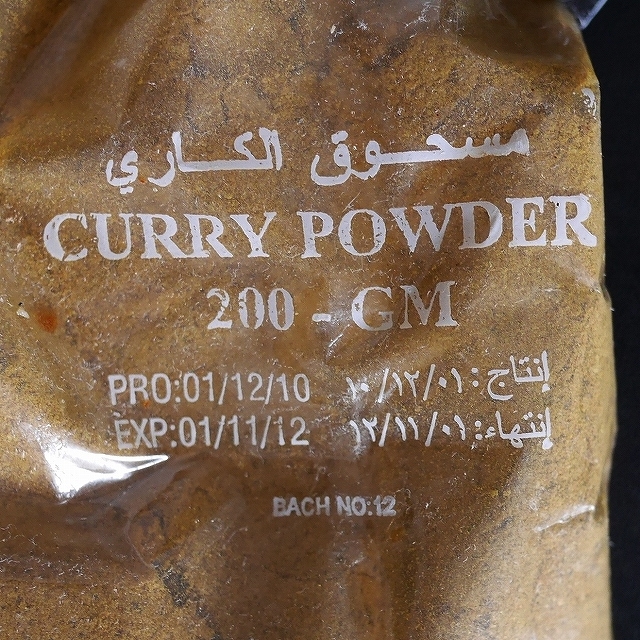 مسحوق الكاري
CURRY POWDER
200 - GM
PRO:01/12/10 إنتاج: ٠١/١٢/١٠
EXP:01/11/12 إنتهاء: ٠١/١١/١٢
BACH NO:12